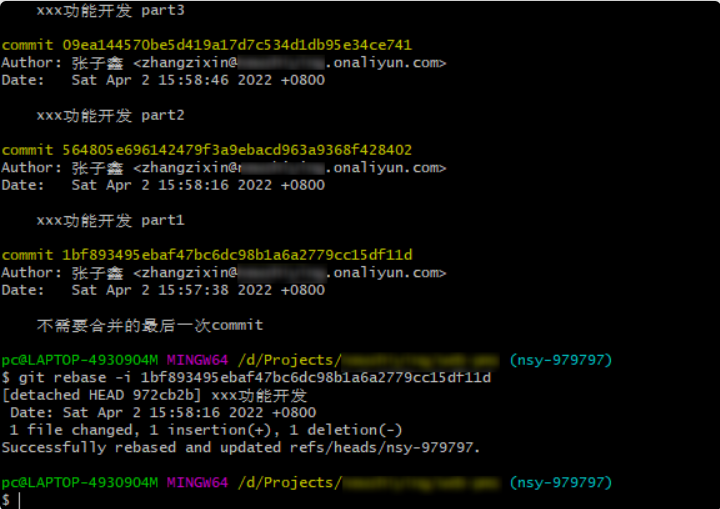 xxx功能开发 part3
commit 09ea144570be5d419a17d7c534d1db95e34ce741
Author: 张子鑫 <zhangzixin@.onaliyun.com>
Date:   Sat Apr 2 15:58:46 2022 +0800
xxx功能开发 part2
commit 564805e696142479f3a9ebacd963a9368f428402
Author: 张子鑫 <zhangzixin@.onaliyun.com>
Date:   Sat Apr 2 15:58:16 2022 +0800
xxx功能开发 part1
commit 1bf893495ebaf47bc6dc98b1a6a2779cc15df11d
Author: 张子鑫 <zhangzixin@.onaliyun.com>
Date:   Sat Apr 2 15:57:38 2022 +0800
不需要合并的最后一次commit
pc@LAPTOP-4930904M MINGW64 /d/Projects/ (nsy-979797)
$ git rebase -i 1bf893495ebaf47bc6dc98b1a6a2779cc15df11d
[detached HEAD 972cb2b] xxx功能开发
Date: Sat Apr 2 15:58:16 2022 +0800
1 file changed, 1 insertion(+), 1 deletion(-)
Successfully rebased and updated refs/heads/nsy-979797.
pc@LAPTOP-4930904M MINGW64 /d/Projects/ (nsy-979797)
$